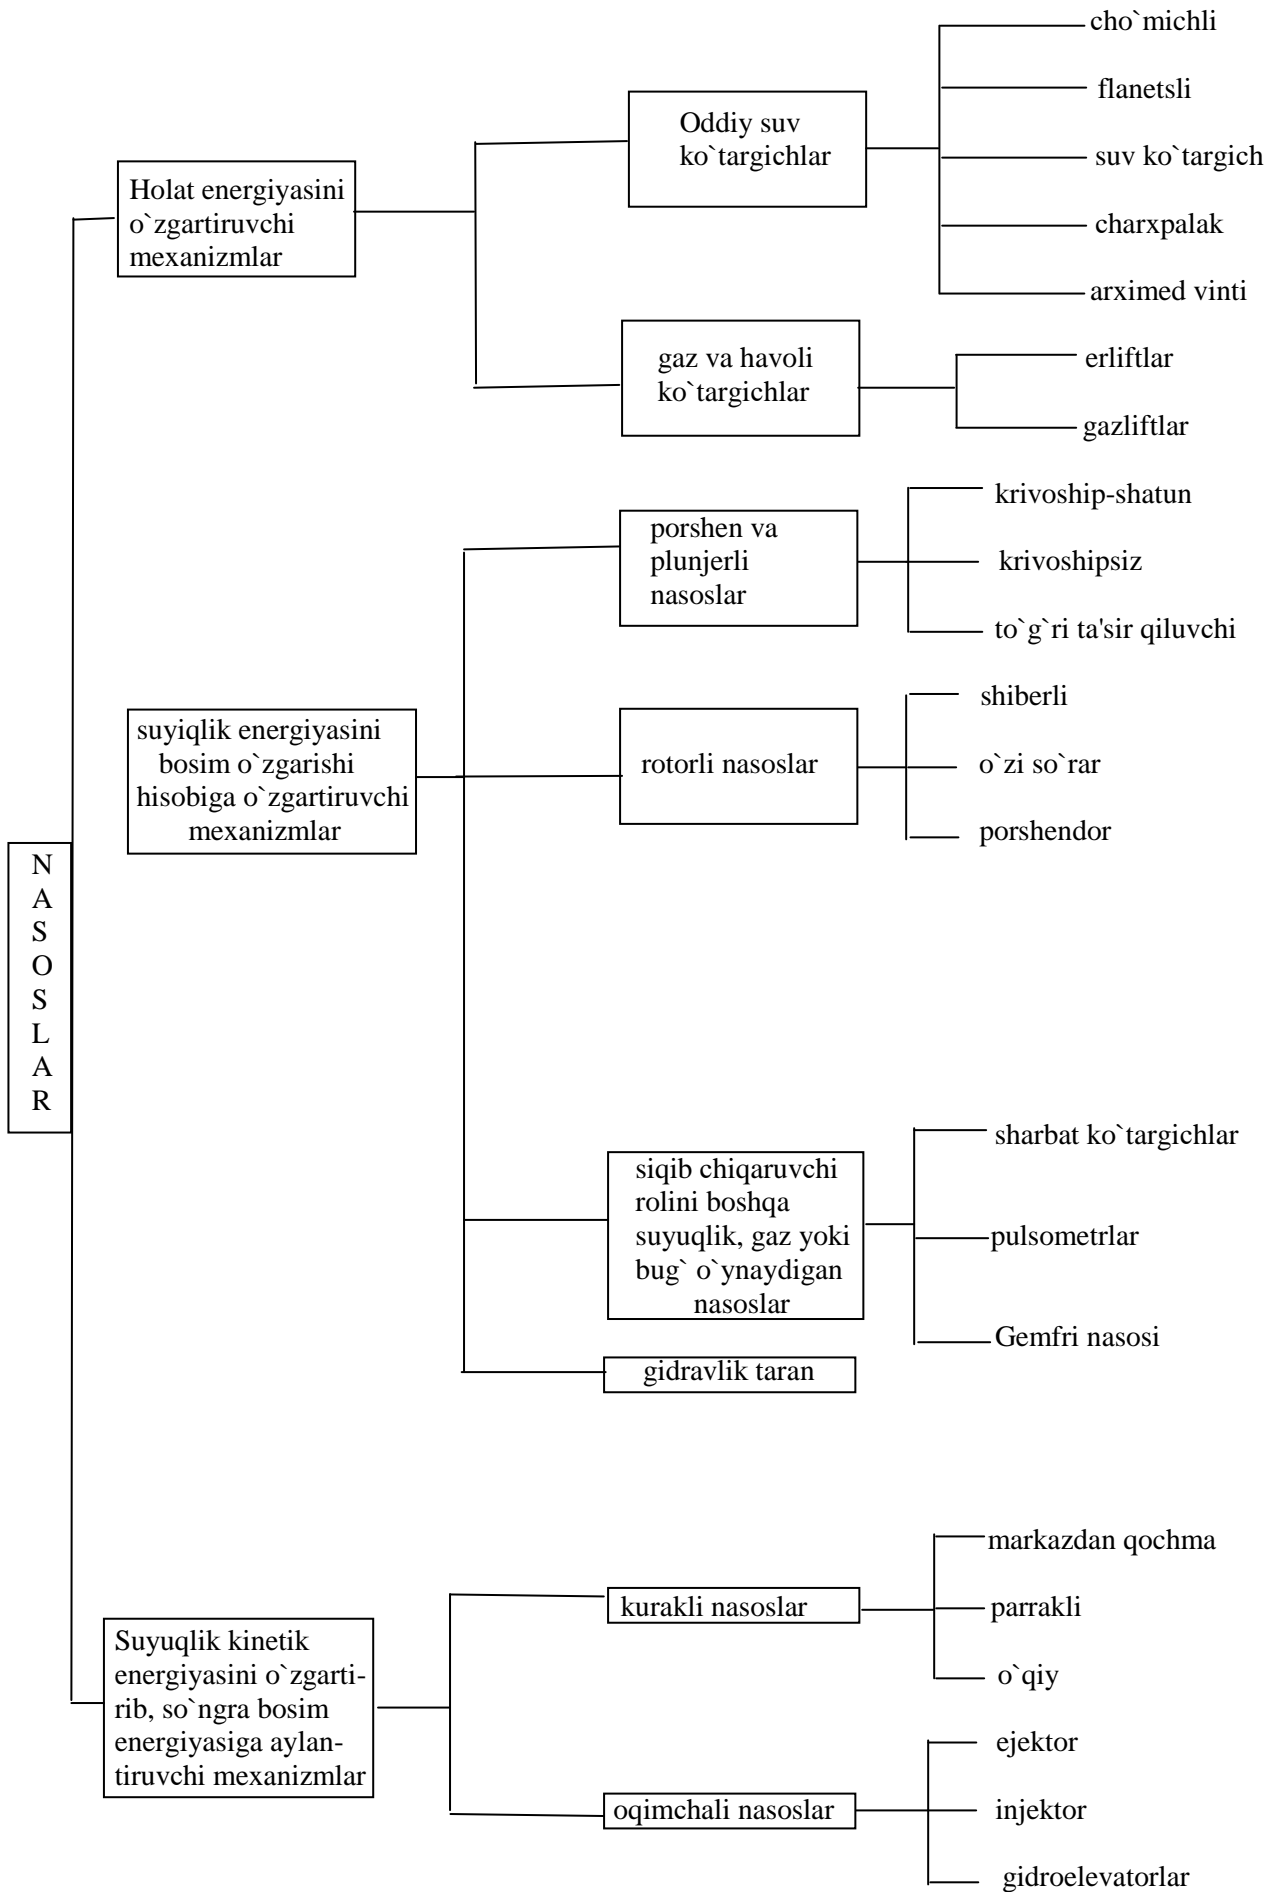 N
A
S
O
S
L
A
R
Holat energiyasini
o`zgartiruvchi
mexanizmlar
Oddiy suv
ko`targichlar
cho`michli
flanetsli
suv ko`targich
charxpalak
arximed vinti
gaz va havoli
ko`targichlar
erliftlar
gazliftlar
suyiqlik energiyasini
bosim o`zgarishi
hisobiga o`zgartiruvchi
mexanizmlar
porshen va
plunjerli
nasoslar
krivoship-shatun
krivoshipsiz
to`g`ri ta'sir qiluvchi
rotorli nasoslar
shiberli
o`zi so`rar
porshendor
siqib chiqaruvchi
rolini boshqa
suyuqlik, gaz yoki
bug` o`ynaydigan
nasoslar
sharbat ko`targichlar
pulsometrlar
Gemfri nasosi
gidravlik taran
Suyuqlik kinetik
energiyasini o`zgarti-
rib, so`ngra bosim
energiyasiga aylan-
tiruvchi mexanizmlar
kurakli nasoslar
markazdan qochma
parrakli
o`qiy
oqimchali nasoslar
ejektor
injektor
gidroelevatorlar